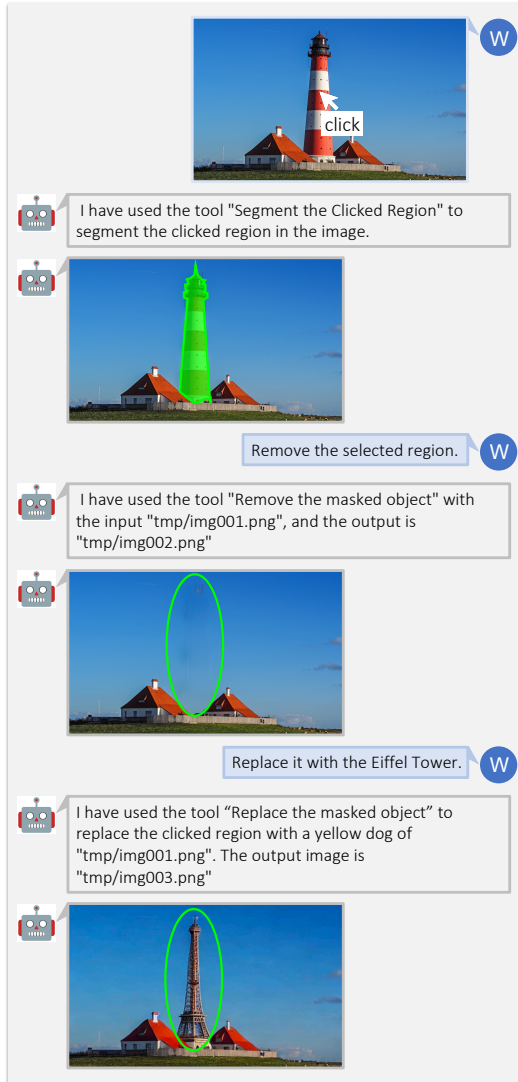 W
click
I have used the tool "Segment the Clicked Region" to
segment the clicked region in the image.
Remove the selected region.
W
I have used the tool "Remove the masked object" with
the input "tmp/img001.png", and the output is
"tmp/img002.png"
Replace it with the Eiffel Tower.
W
I have used the tool “Replace the masked object” to
replace the clicked region with a yellow dog of
"tmp/img001.png". The output image is
"tmp/img003.png"